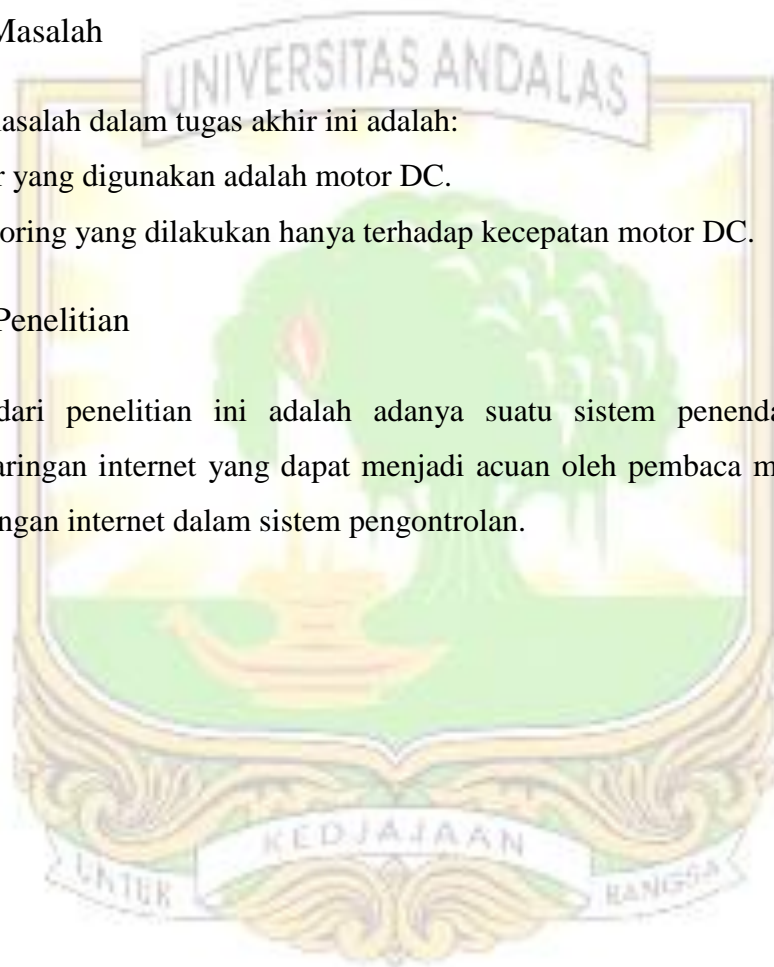 Masalah
UNIVERSITAS ANDALAS
masalah dalam tugas akhir ini adalah:
r yang digunakan adalah motor DC.
oring yang dilakukan hanya terhadap kecepatan motor DC.
Penelitian
dari penelitian ini adalah adanya suatu sistem penenda
aringan internet yang dapat menjadi acuan oleh pembaca m
ngan internet dalam sistem pengontrolan.
KEDJAJAAN
UNTUK BANGSA